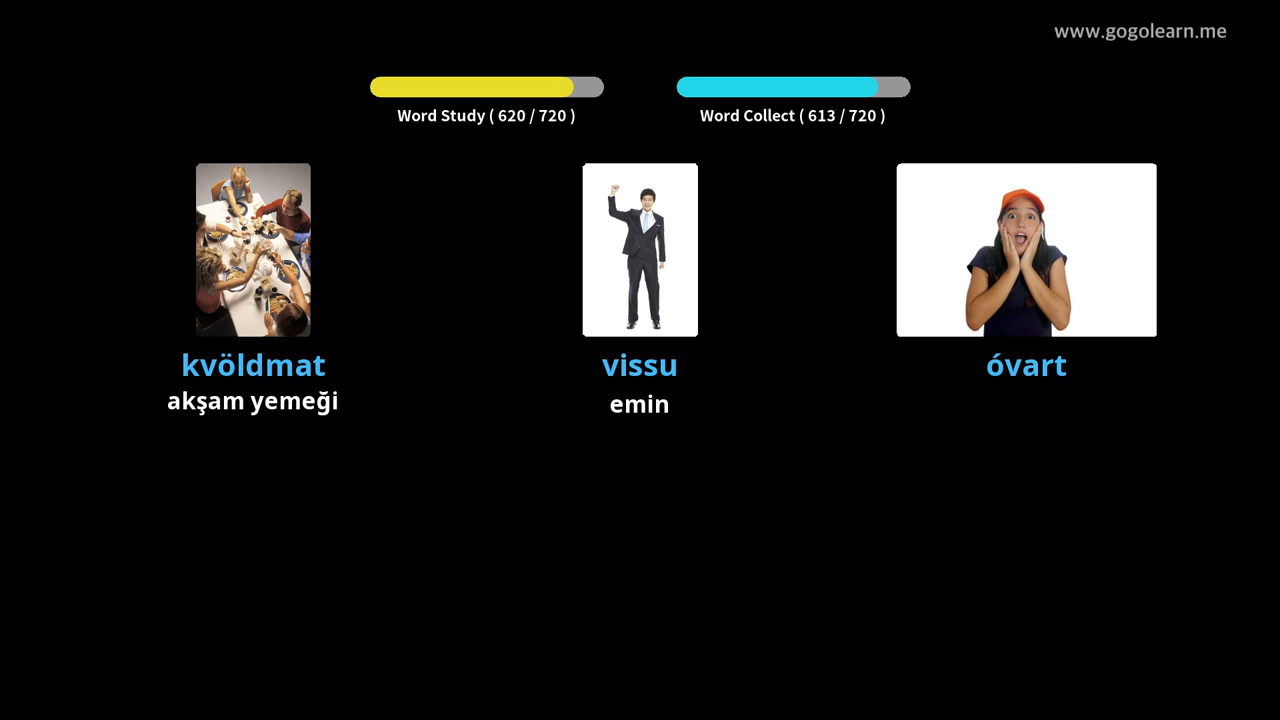 www.gogolearn.me
Word Study ( 620 / 720 )
Word Collect ( 613 / 720 )
kvöldmat
vissu
óvart
akşam yemeği
emin